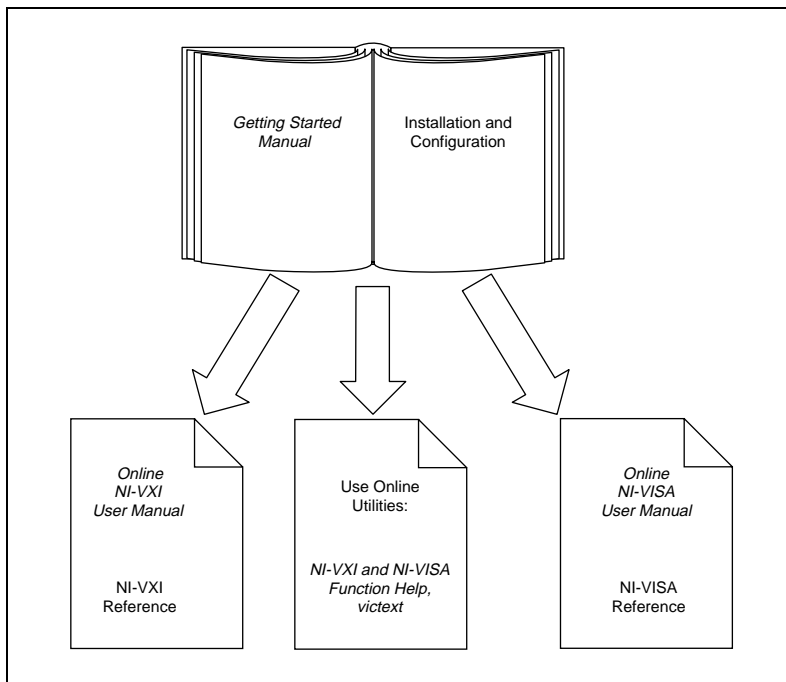 Getting Started
Manual
Installation and
Configuration
Online
NI-VXI
User Manual
NI-VXI
Reference
Use Online
Utilities:
NI-VXI and NI-VISA
Function Help,
victext
Online
NI-VISA
User Manual
NI-VISA
Reference